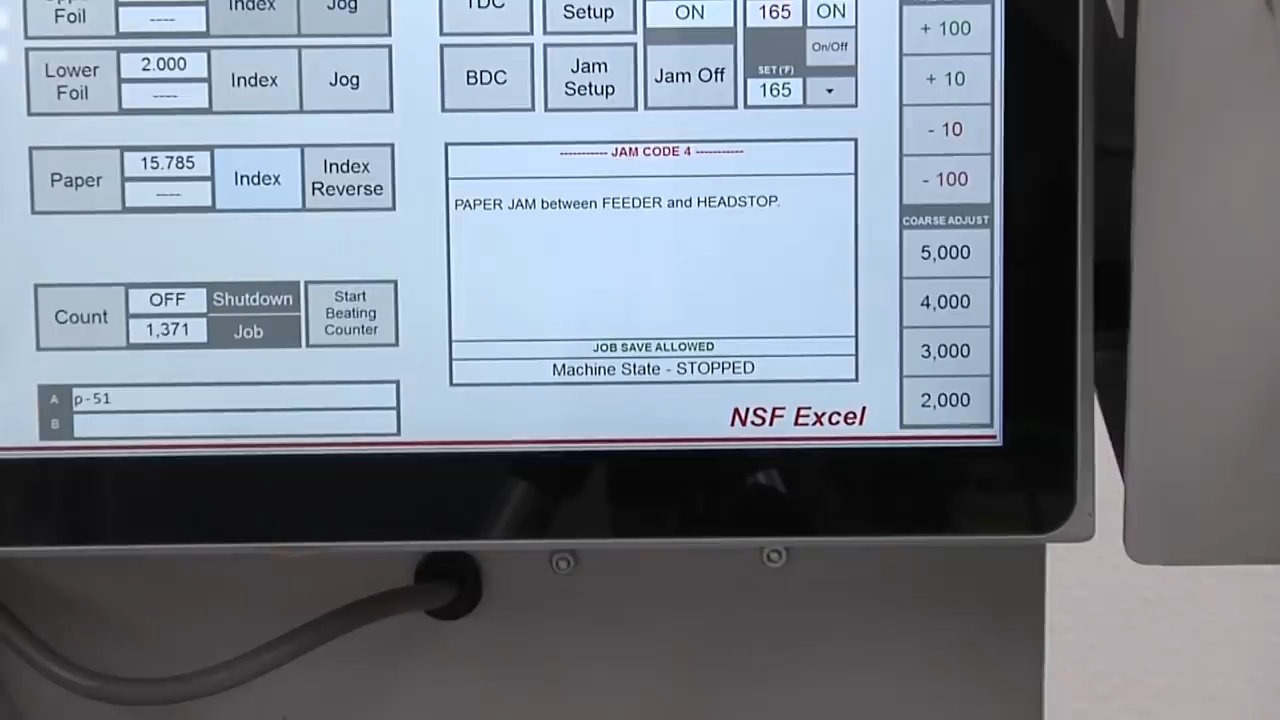 Foil
----
Index
Jog
Lower
Foil
2.000
----
Index
Jog
Paper
15.785
----
Index
Index
Reverse
Count
OFF
Shutdown
1,371
Job
Start
Beating
Counter
A
p-51
B
TDC
Setup
ON
165
ON
On/Off
BDC
Jam
Setup
Jam Off
SET (°F)
165
----------- JAM CODE 4 -----------
PAPER JAM between FEEDER and HEADSTOP.
JOB SAVE ALLOWED
Machine State - STOPPED
NSF Excel
+ 100
+ 10
- 10
- 100
COARSE ADJUST
5,000
4,000
3,000
2,000